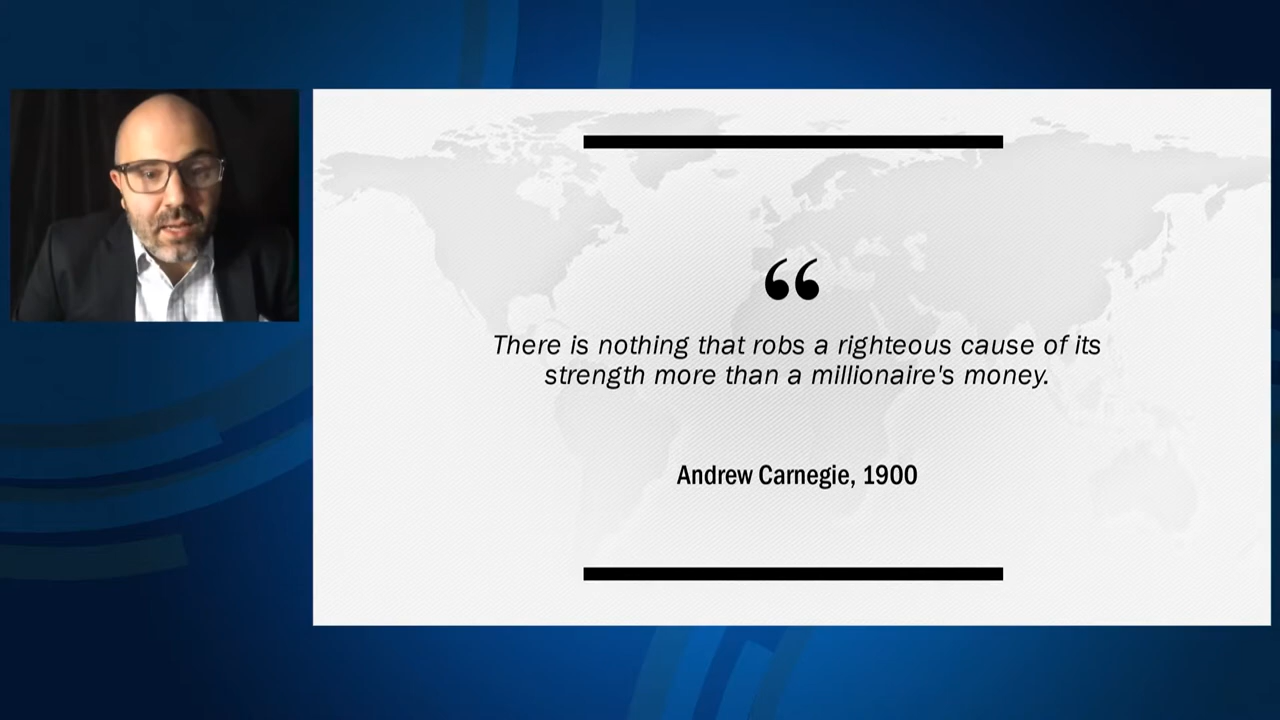 “
There is nothing that robs a righteous cause of its
strength more than a millionaire's money.
Andrew Carnegie, 1900